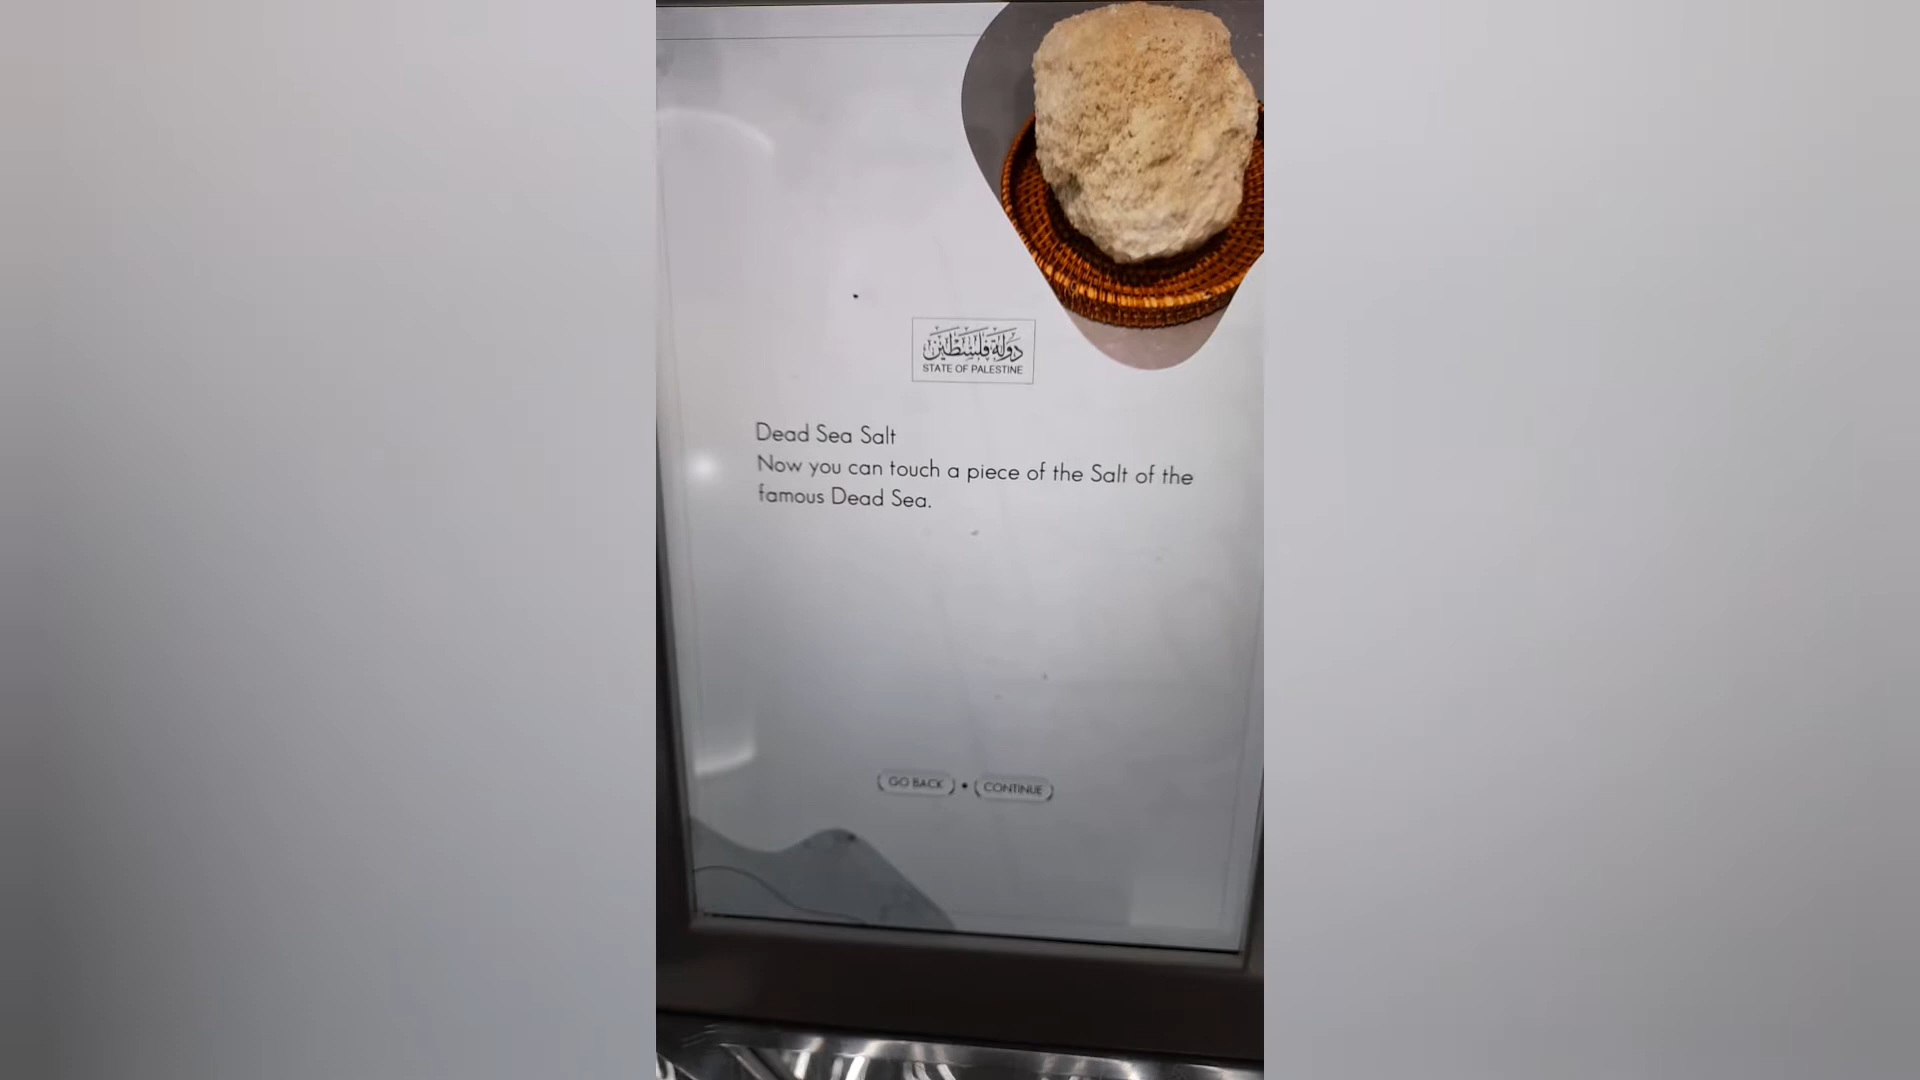 دولة فلسطين
STATE OF PALESTINE
Dead Sea Salt
Now you can touch a piece of the Salt of the
famous Dead Sea.
GO BACK • CONTINUE